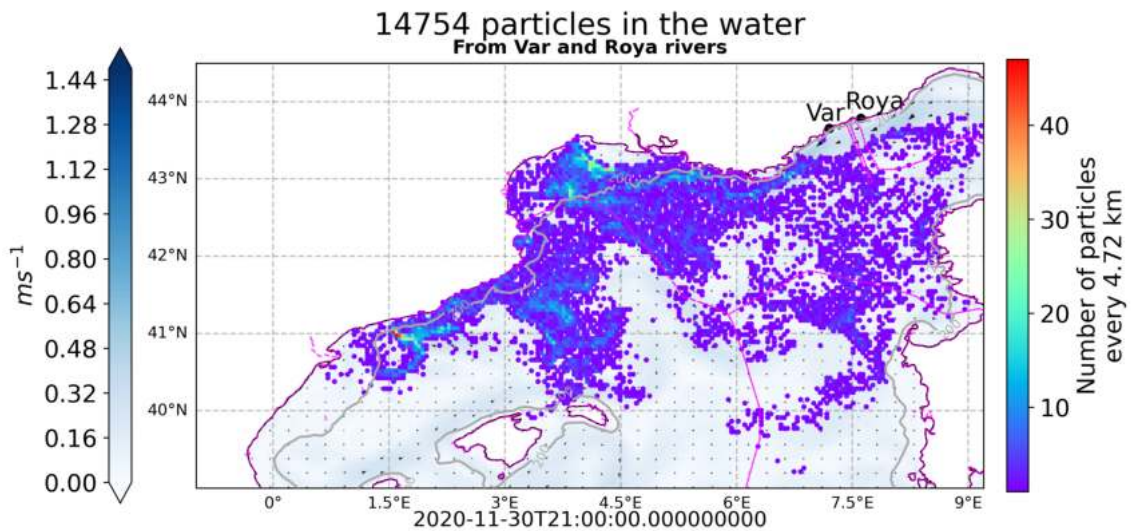 14754 particles in the water
From Var and Roya rivers
1.44
1.28
1.12
0.96
0.80
0.64
0.48
0.32
0.16
0.00
ms⁻¹
44°N
43°N
42°N
41°N
40°N
Var
Roya
0°
1.5°E
3°E
4.5°E
6°E
7.5°E
9°E
2020-11-30T21:00:00.000000000
40
30
20
10
Number of particles
every 4.72 km